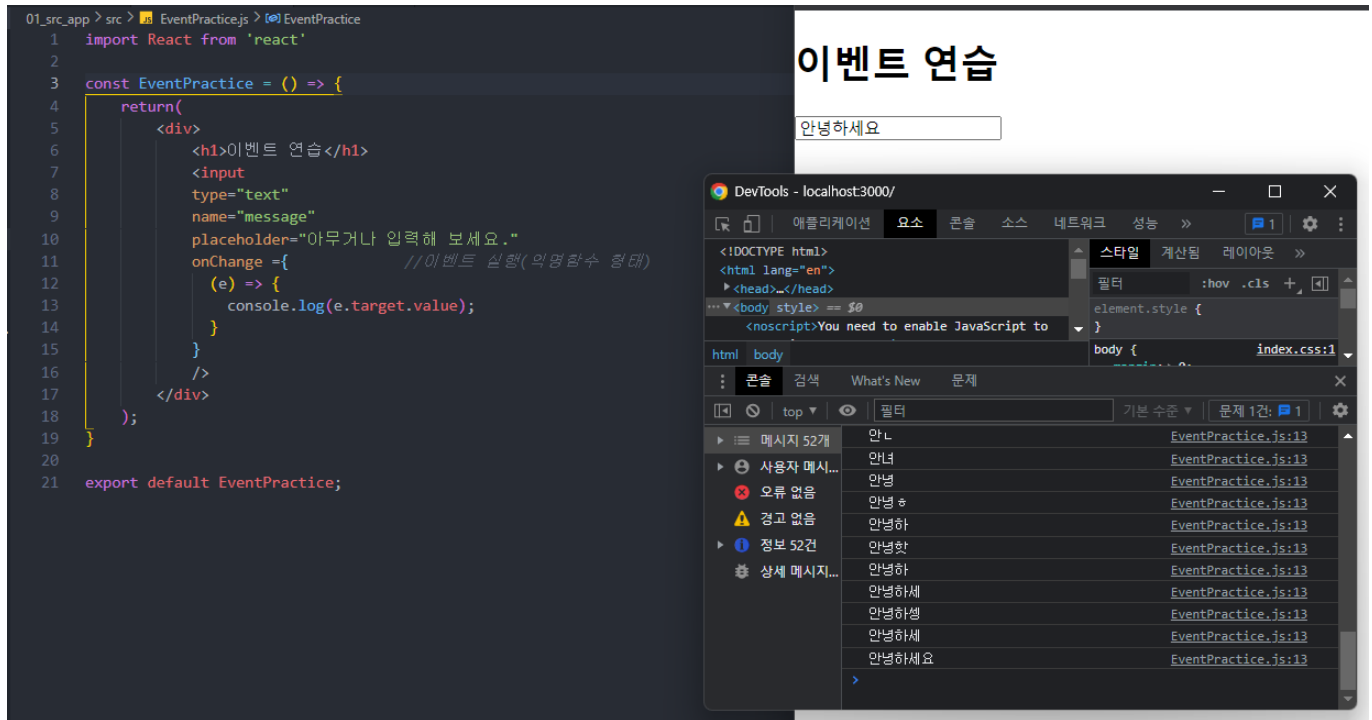 01_src_app > src > JS EventPractice.js > EventPractice
1 import React from 'react'
2
3 const EventPractice = () => {
4 return(
5 <div>
6 <h1>이벤트 연습</h1>
7 <input
8 type="text"
9 name="message"
10 placeholder="아무거나 입력해 보세요."
11 onChange ={ //이벤트 실행(익명함수 형태)
12 (e) => {
13 console.log(e.target.value);
14 }
15 }
16 />
17 </div>
18 );
19 }
20
21 export default EventPractice;
이벤트 연습
안녕하세요
DevTools - localhost:3000/
애플리케이션 요소 콘솔 소스 네트워크 성능 » 1
<!DOCTYPE html>
<html lang="en">
<head>…</head>
<body style> == $0
<noscript>You need to enable JavaScript to
html body
스타일 계산됨 레이아웃 »
필터 :hov .cls +
element.style {
}
body { index.css:1
콘솔 검색 What's New 문제
top ▼ 필터 기본 수준 ▼ 문제 1건: 1
메시지 52개
사용자 메시...
오류 없음
경고 없음
정보 52건
상세 메시지...
안ㄴ EventPractice.js:13
안녀 EventPractice.js:13
안녕 EventPractice.js:13
안녕ㅎ EventPractice.js:13
안녕하 EventPractice.js:13
안녕핫 EventPractice.js:13
안녕하 EventPractice.js:13
안녕하세 EventPractice.js:13
안녕하셍 EventPractice.js:13
안녕하세 EventPractice.js:13
안녕하세요 EventPractice.js:13
>